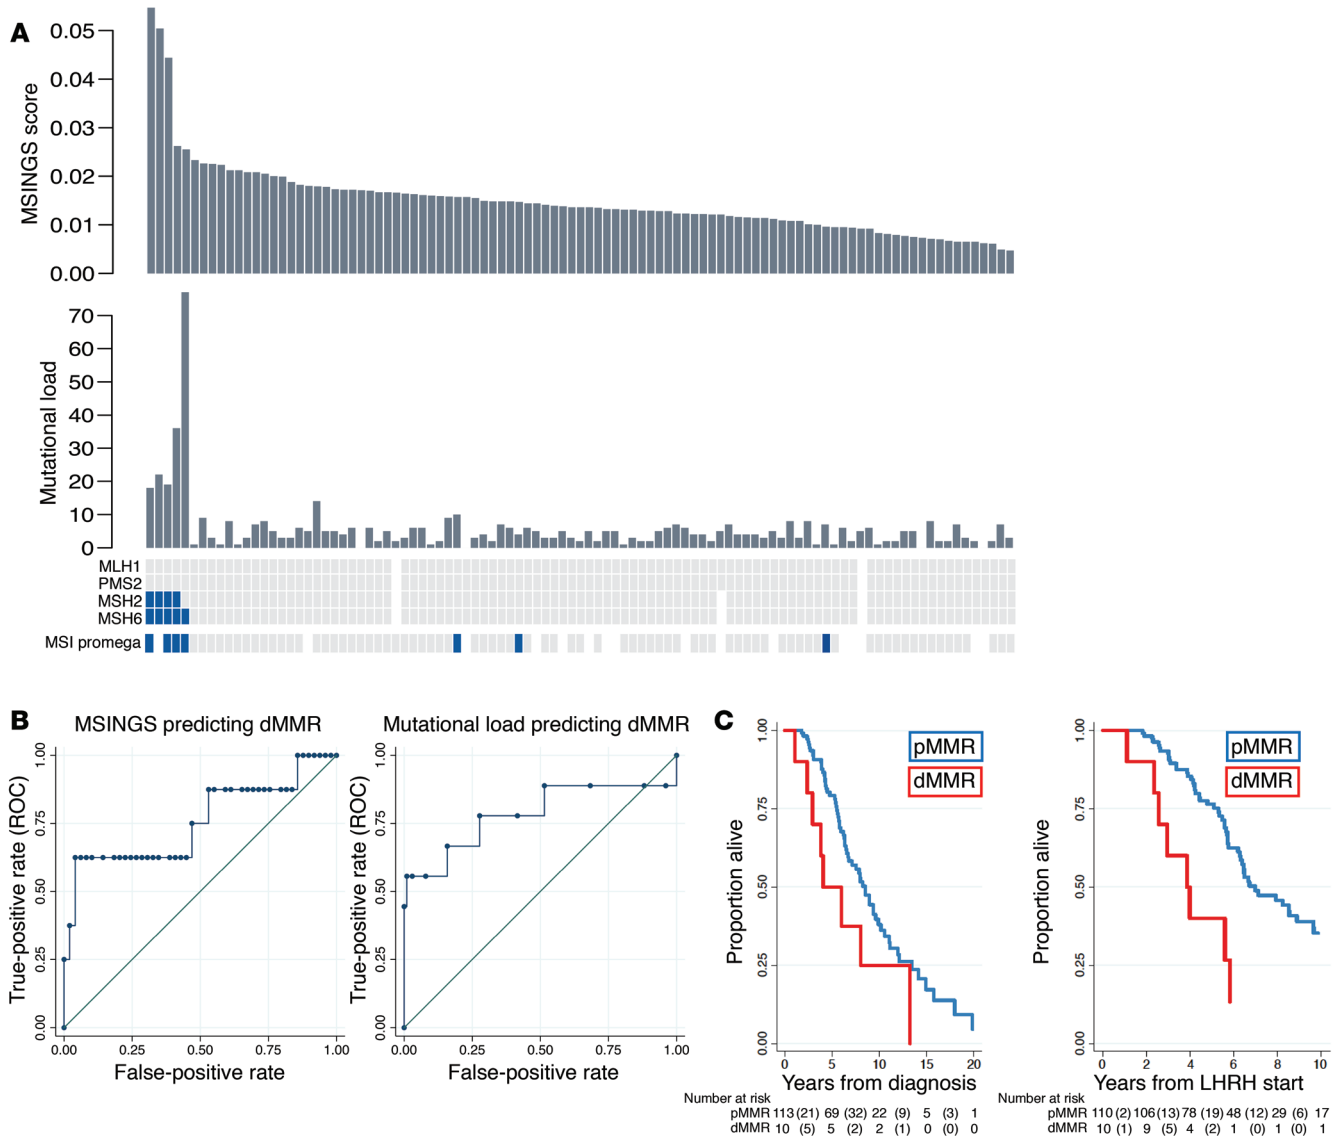 A
MSINGS score
0.05
0.04
0.03
0.02
0.01
0.00
Mutational load
70
60
50
40
30
20
10
0
MLH1
PMS2
MSH2
MSH6
MSI promega
B
MSINGS predicting dMMR
True-positive rate (ROC)
1.00
0.75
0.50
0.25
0.00
0.00 0.25 0.50 0.75 1.00
False-positive rate
Mutational load predicting dMMR
True-positive rate (ROC)
1.00
0.75
0.50
0.25
0.00
0.00 0.25 0.50 0.75 1.00
False-positive rate
C
pMMR
dMMR
Proportion alive
1.00
0.75
0.50
0.25
0.00
0 5 10 15 20
Years from diagnosis
Number at risk
pMMR 113 (21) 69 (32) 22 (9) 5 (3) 1
dMMR 10 (5) 5 (2) 2 (1) 0 (0) 0
pMMR
dMMR
Proportion alive
1.00
0.75
0.50
0.25
0.00
0 2 4 6 8 10
Years from LHRH start
Number at risk
pMMR 110 (2) 106 (13) 78 (19) 48 (12) 29 (6) 17
dMMR 10 (1) 9 (5) 4 (2) 1 (0) 1 (0) 1